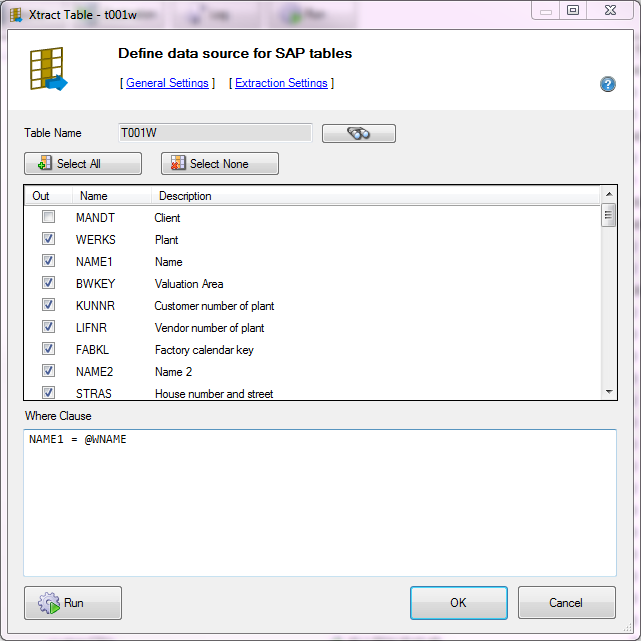 Xtract Table - t001w
Define data source for SAP tables
[ General Settings ] [ Extraction Settings ]
Table Name T001W
Select All Select None
Out Name Description
MANDT Client
WERKS Plant
NAME1 Name
BWKEY Valuation Area
KUNNR Customer number of plant
LIFNR Vendor number of plant
FABKL Factory calendar key
NAME2 Name 2
STRAS House number and street
Where Clause
NAME1 = @WNAME
Run OK Cancel